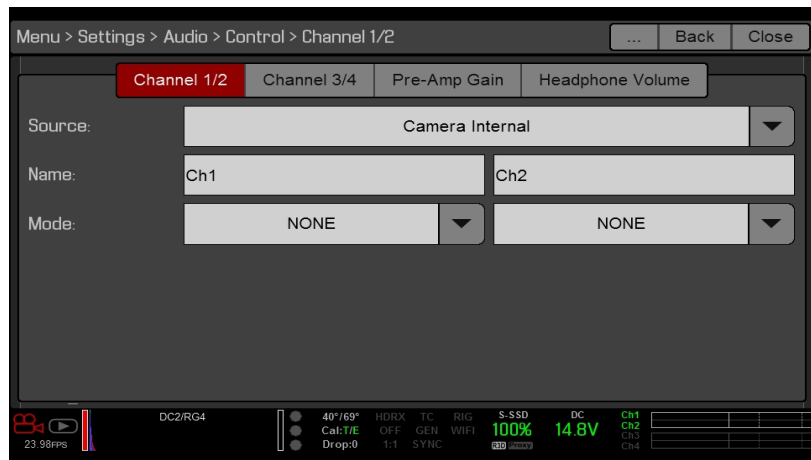 Menu > Settings > Audio > Control > Channel 1/2 ... Back Close
Channel 1/2 Channel 3/4 Pre-Amp Gain Headphone Volume
Source: Camera Internal
Name: Ch1 Ch2
Mode: NONE NONE
DC2/RG4 40°/69° HDRX TC RIG S-SSD DC Ch1
Cal:T/E OFF GEN WIFI 100% 14.8V Ch2
23.98FPS Drop:0 1:1 SYNC R3D Proxy Ch3
Ch4